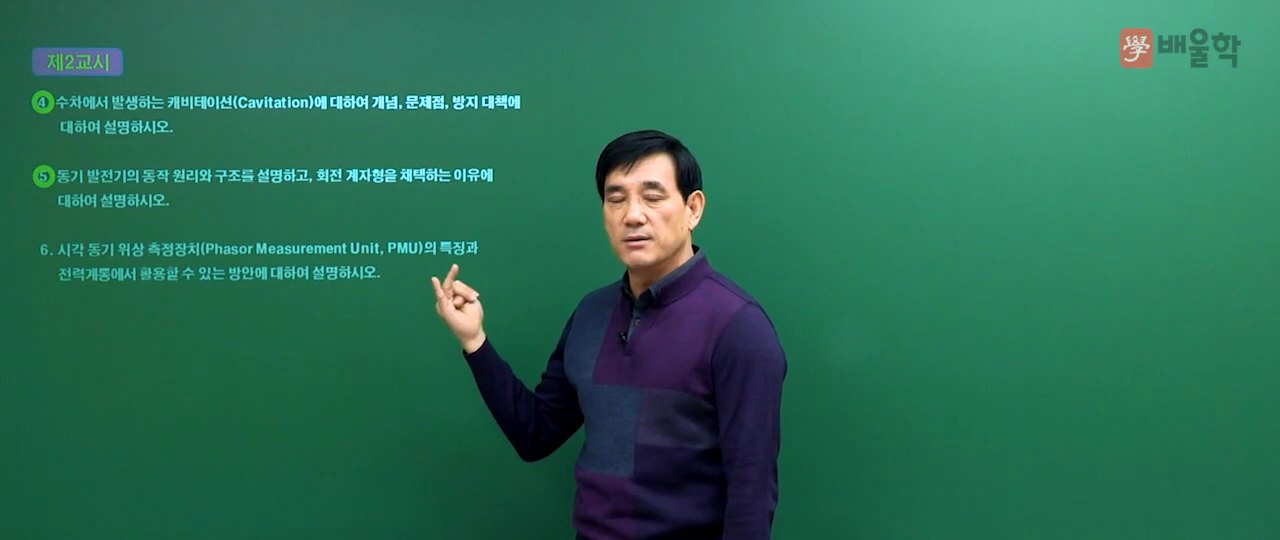 제2교시
學 배울학
④ 수차에서 발생하는 캐비테이션(Cavitation)에 대하여 개념, 문제점, 방지 대책에
대하여 설명하시오.
⑤ 동기 발전기의 동작 원리와 구조를 설명하고, 회전 계자형을 채택하는 이유에
대하여 설명하시오.
6. 시각 동기 위상 측정장치(Phasor Measurement Unit, PMU)의 특징과
전력계통에서 활용할 수 있는 방안에 대하여 설명하시오.